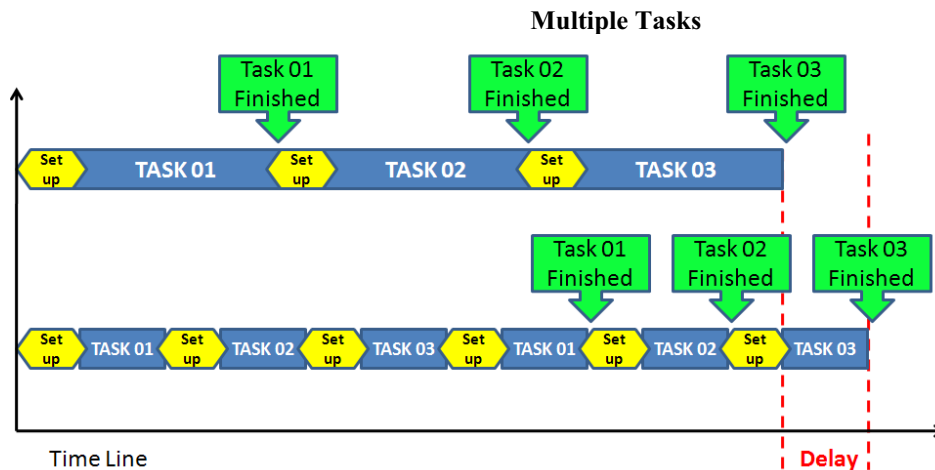 Multiple Tasks
Task 01
Finished
Task 02
Finished
Task 03
Finished
Set
up
TASK 01
Set
up
TASK 02
Set
up
TASK 03
Task 01
Finished
Task 02
Finished
Task 03
Finished
Set
up
TASK 01
Set
up
TASK 02
Set
up
TASK 03
Set
up
TASK 01
Set
up
TASK 02
Set
up
TASK 03
Time Line
Delay